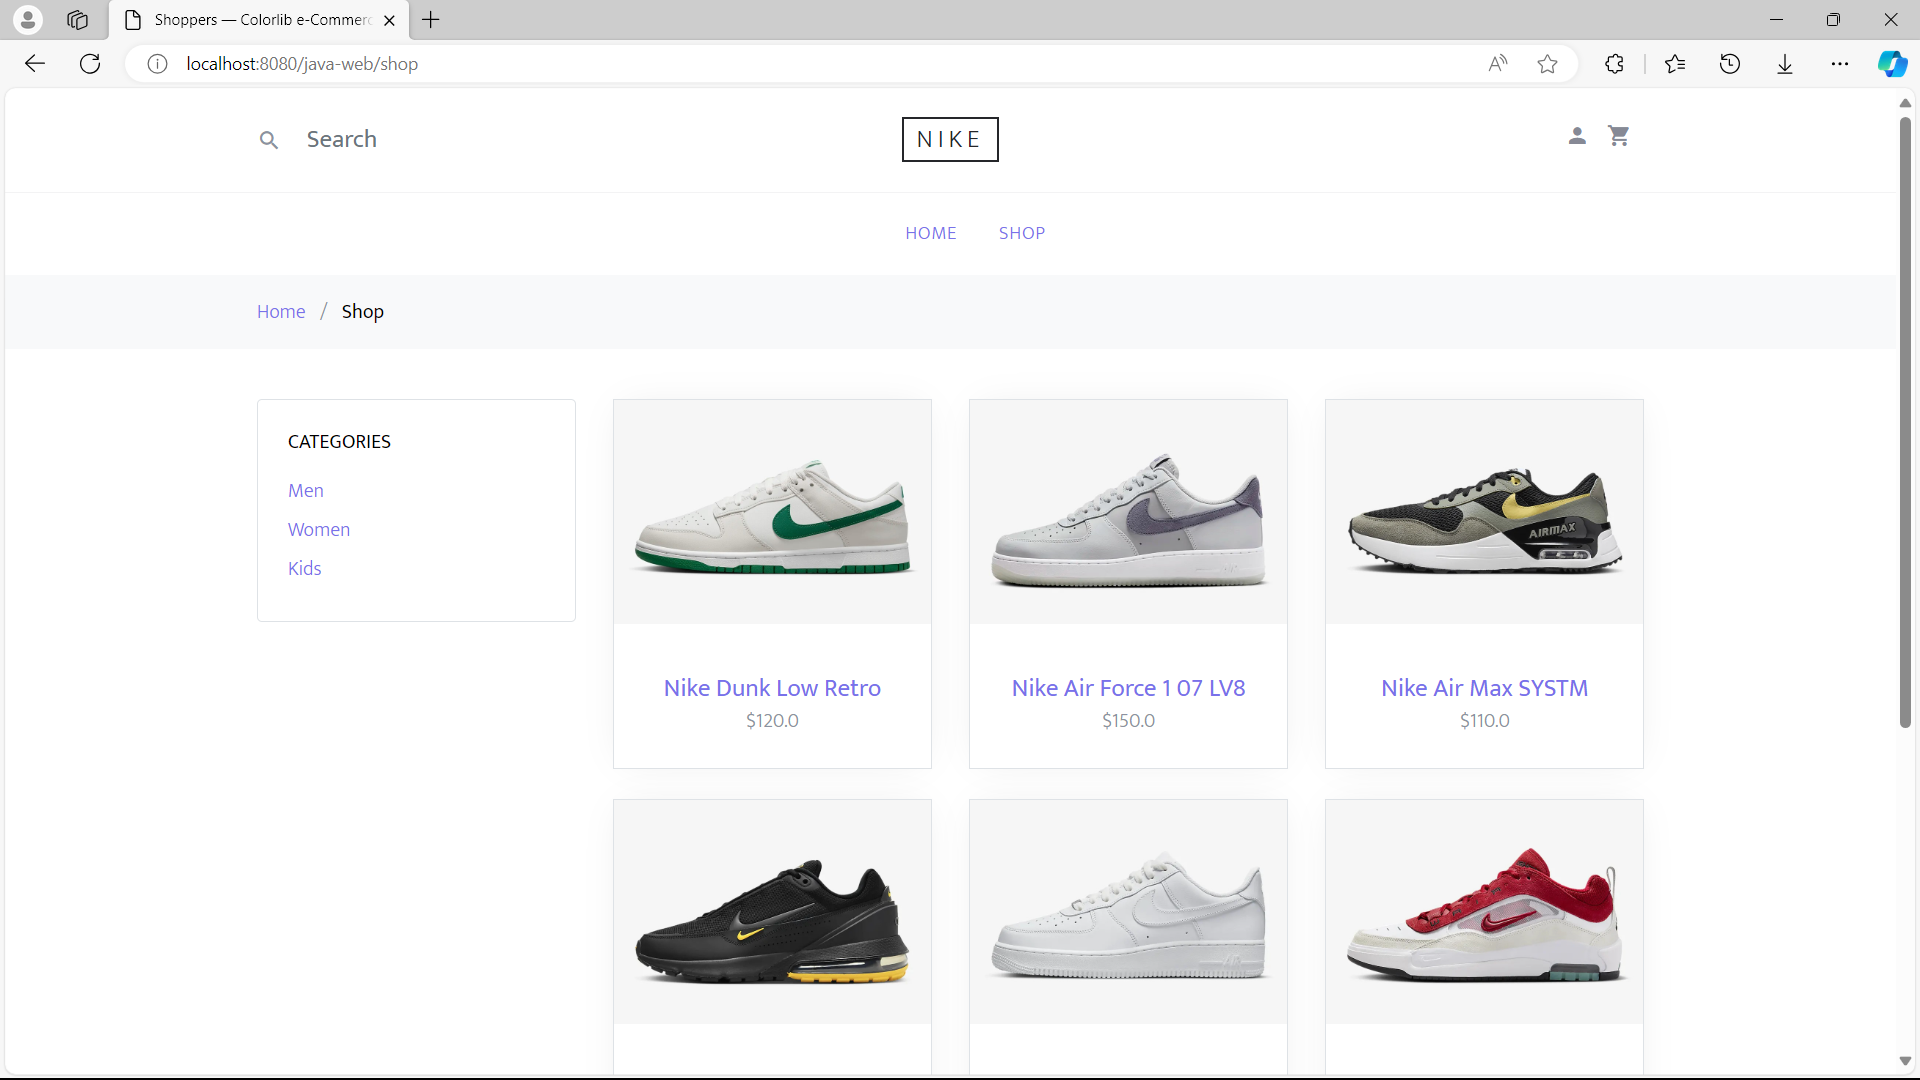 Shoppers — Colorlib e-Commerc
localhost:8080/java-web/shop
Search
NIKE
HOME SHOP
Home / Shop
CATEGORIES
Men
Women
Kids
AIRMAX
Nike Dunk Low Retro
$120.0
Nike Air Force 1 07 LV8
$150.0
Nike Air Max SYSTM
$110.0